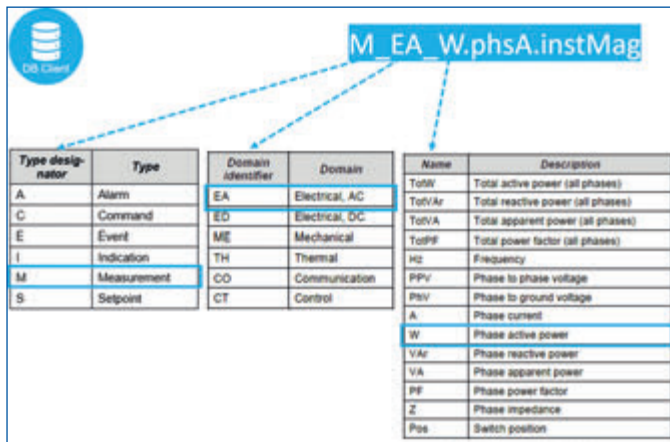 DB Client
M_EA_W.phsA.instMag
Type desig-
nator Type
A Alarm
C Command
E Event
I Indication
M Measurement
S Setpoint
Domain
identifier Domain
EA Electrical, AC
ED Electrical, DC
ME Mechanical
TH Thermal
CO Communication
CT Control
Name Description
TotW Total active power (all phases)
TotVAr Total reactive power (all phases)
TotVA Total apparent power (all phases)
TotPF Total power factor (all phases)
Hz Frequency
PPV Phase to phase voltage
PhV Phase to ground voltage
A Phase current
W Phase active power
VAr Phase reactive power
VA Phase apparent power
PF Phase power factor
Z Phase impedance
Pos Switch position